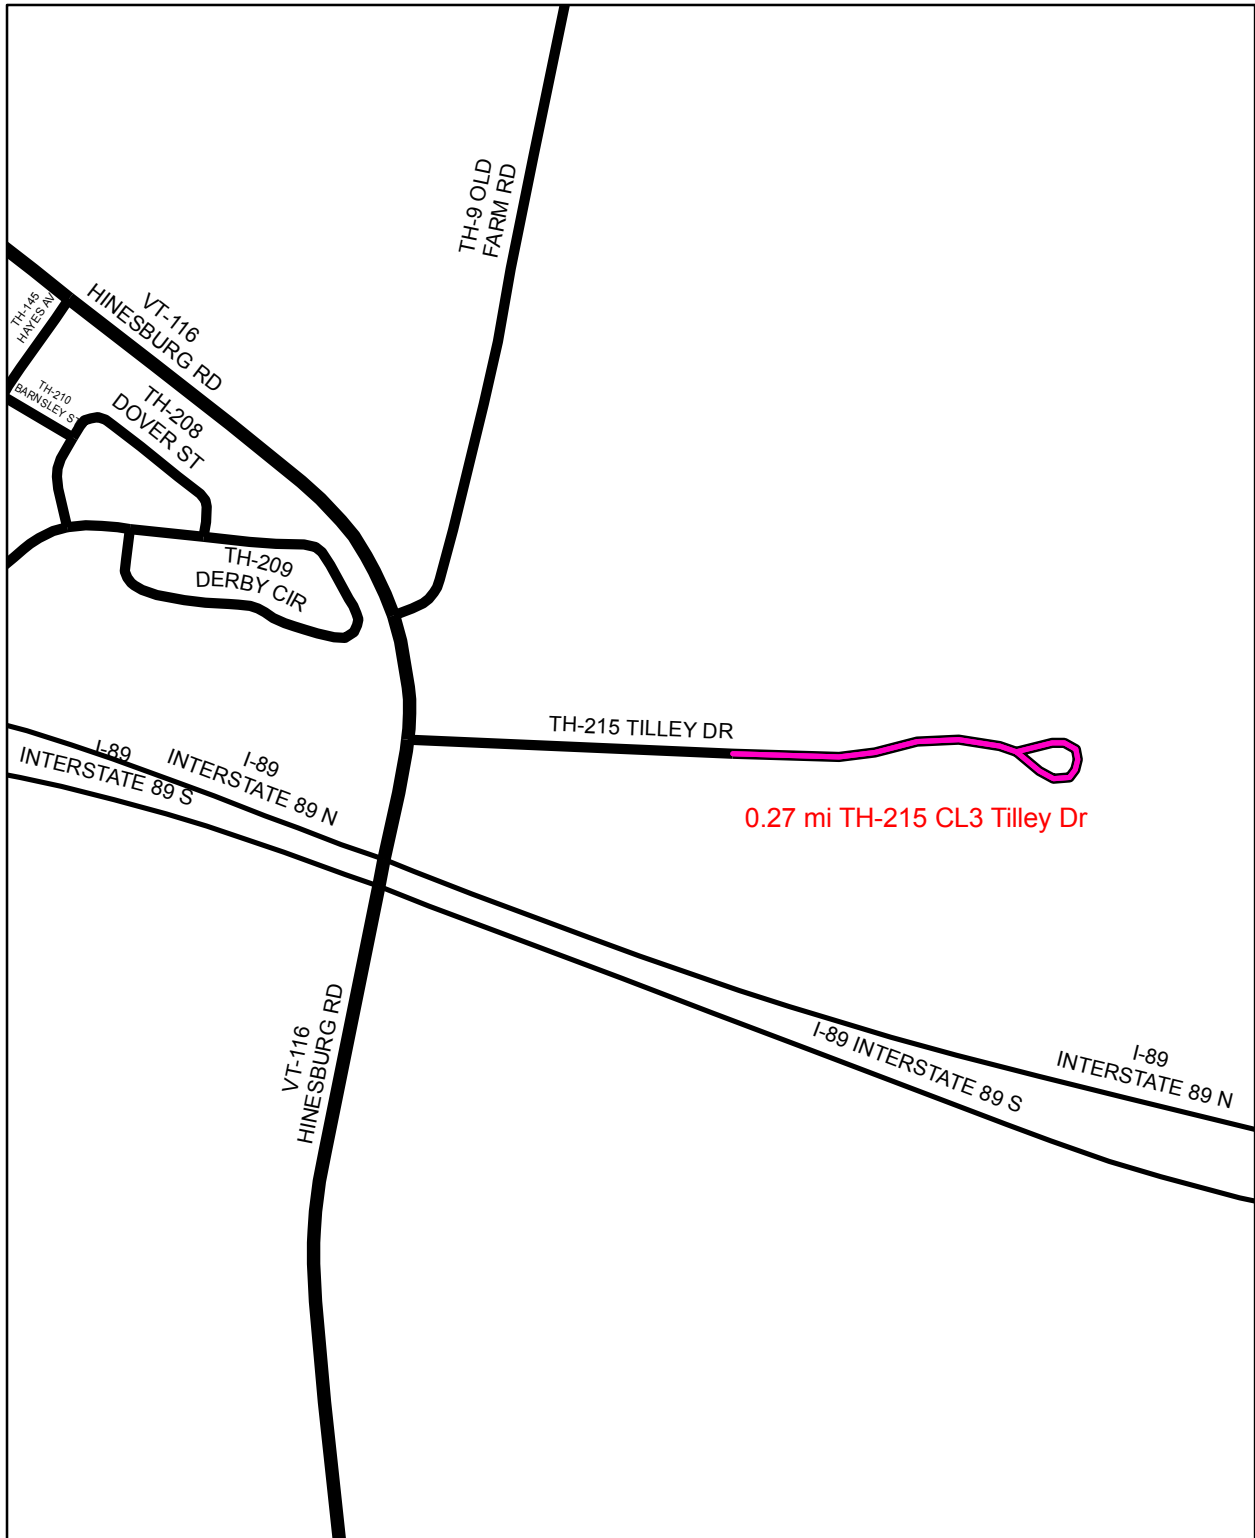 TH-9 OLD
FARM RD
VT-116
HINESBURG RD
TH-145
HAYES AV
TH-210
BARNSLEY ST
TH-208
DOVER ST
TH-209
DERBY CIR
TH-215 TILLEY DR
I-89
INTERSTATE 89 S
I-89
INTERSTATE 89 N
0.27 mi TH-215 CL3 Tilley Dr
VT-116
HINESBURG RD
I-89 INTERSTATE 89 S
I-89
INTERSTATE 89 N